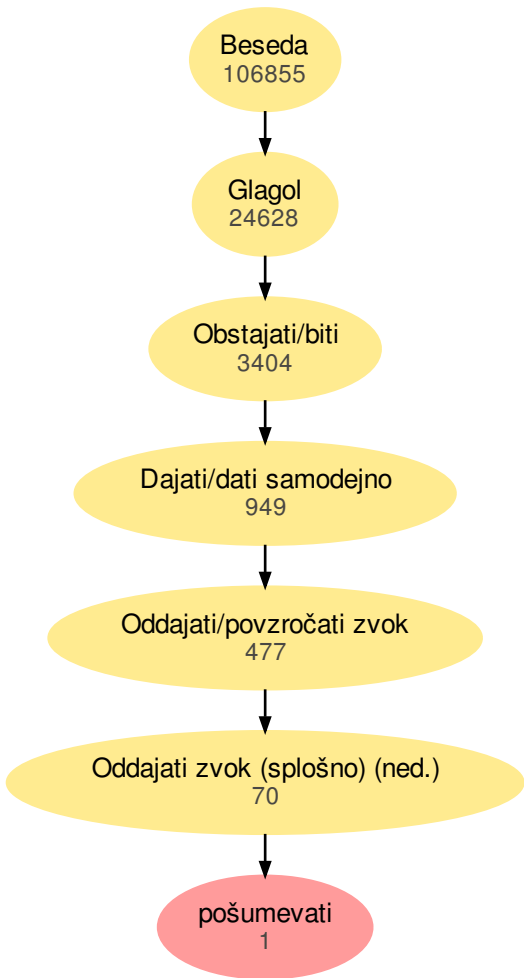 Beseda
106855
Glagol
24628
Obstajati/biti
3404
Dajati/dati samodejno
949
Oddajati/povzročati zvok
477
Oddajati zvok (splošno) (ned.)
70
pošumevati
1